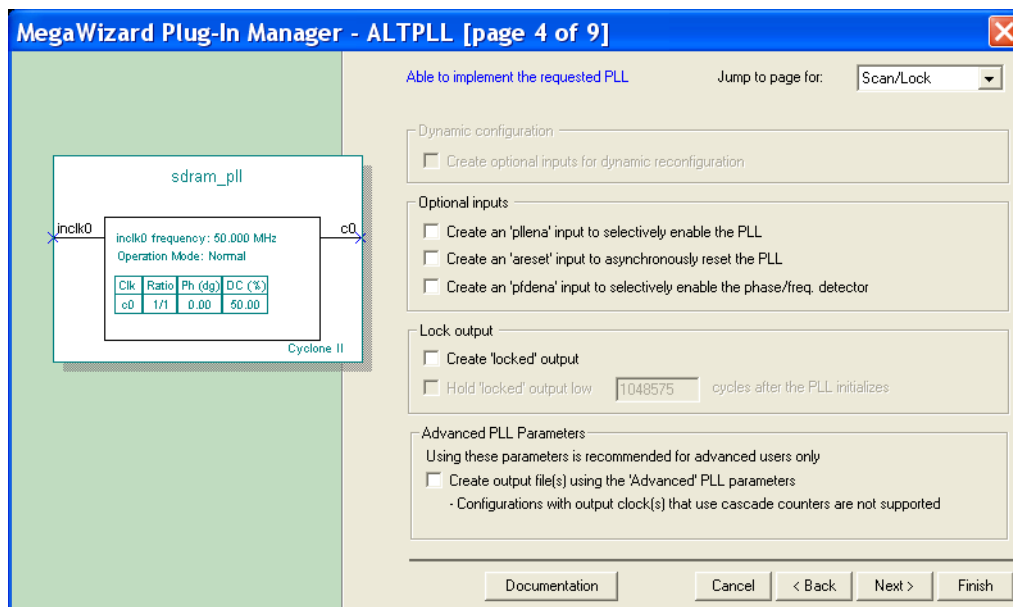 MegaWizard Plug-In Manager - ALTPLL [page 4 of 9]
Able to implement the requested PLL
Jump to page for:
Scan/Lock
sdram_pll
inclk0
c0
inclk0 frequency: 50.000 MHz
Operation Mode: Normal
Clk Ratio Ph (dg) DC (%)
c0 1/1 0.00 50.00
Cyclone II
Dynamic configuration
Create optional inputs for dynamic reconfiguration
Optional inputs
Create an 'pllena' input to selectively enable the PLL
Create an 'areset' input to asynchronously reset the PLL
Create an 'pfdena' input to selectively enable the phase/freq. detector
Lock output
Create 'locked' output
Hold 'locked' output low 1048575 cycles after the PLL initializes
Advanced PLL Parameters
Using these parameters is recommended for advanced users only
Create output file(s) using the 'Advanced' PLL parameters
- Configurations with output clock(s) that use cascade counters are not supported
Documentation
Cancel
< Back
Next >
Finish